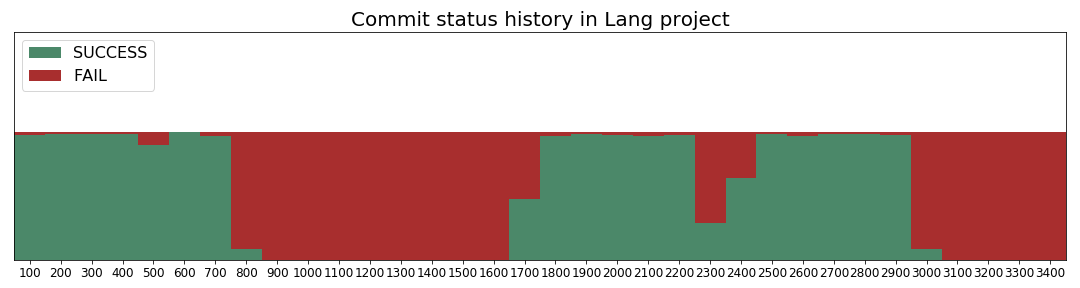 Commit status history in Lang project
SUCCESS
FAIL
100 200 300 400 500 600 700 800 900 1000 1100 1200 1300 1400 1500 1600 1700 1800 1900 2000 2100 2200 2300 2400 2500 2600 2700 2800 2900 3000 3100 3200 3300 3400